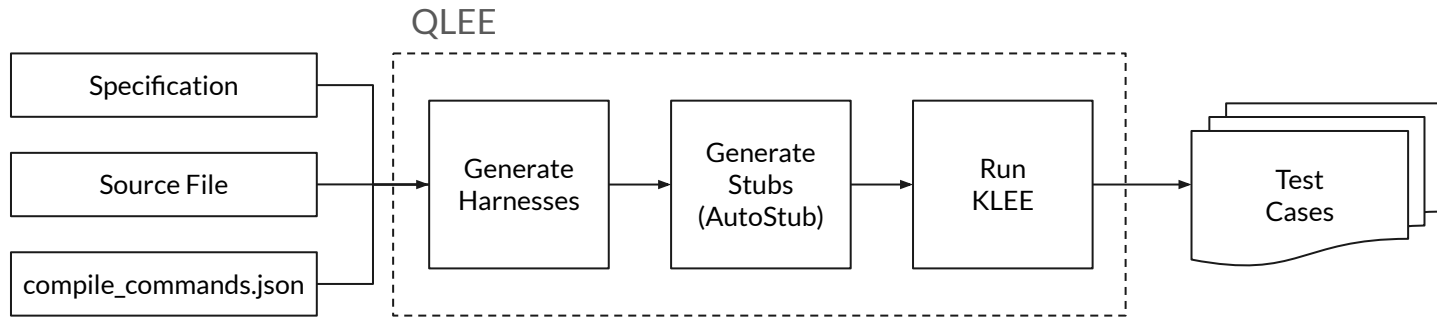 QLEE
Specification
Source File
compile_commands.json
Generate
Harnesses
Generate
Stubs
(AutoStub)
Run
KLEE
Test
Cases